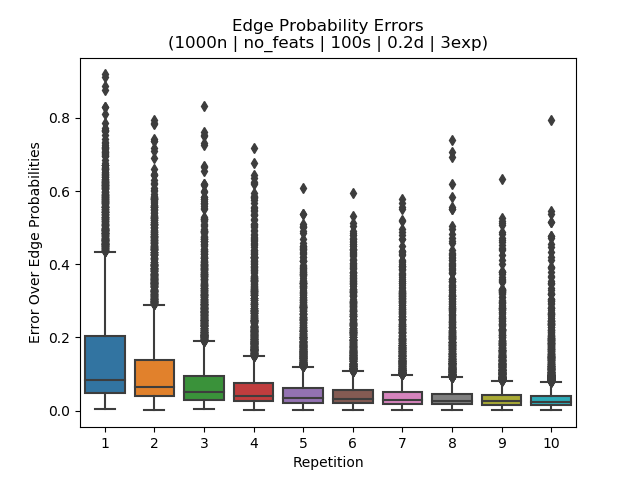 Edge Probability Errors
(1000n | no_feats | 100s | 0.2d | 3exp)
Error Over Edge Probabilities
0.8
0.6
0.4
0.2
0.0
1 2 3 4 5 6 7 8 9 10
Repetition